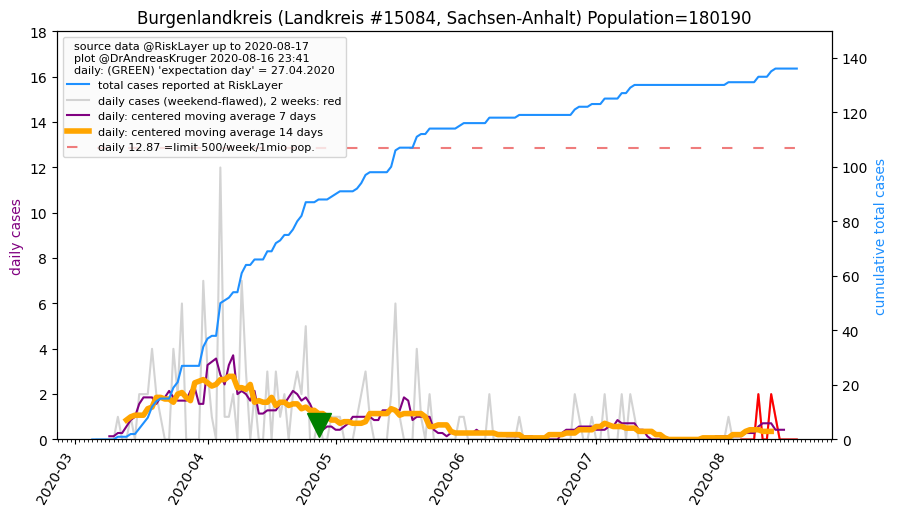 Burgenlandkreis (Landkreis #15084, Sachsen-Anhalt) Population=180190
source data @RiskLayer up to 2020-08-17
plot @DrAndreasKruger 2020-08-16 23:41
daily: (GREEN) 'expectation day' = 27.04.2020
total cases reported at RiskLayer
daily cases (weekend-flawed), 2 weeks: red
daily: centered moving average 7 days
daily: centered moving average 14 days
daily 12.87 =limit 500/week/1mio pop.
daily cases
18
16
14
12
10
8
6
4
2
0
140
120
100
80
60
40
20
0
cumulative total cases
2020-03
2020-04
2020-05
2020-06
2020-07
2020-08